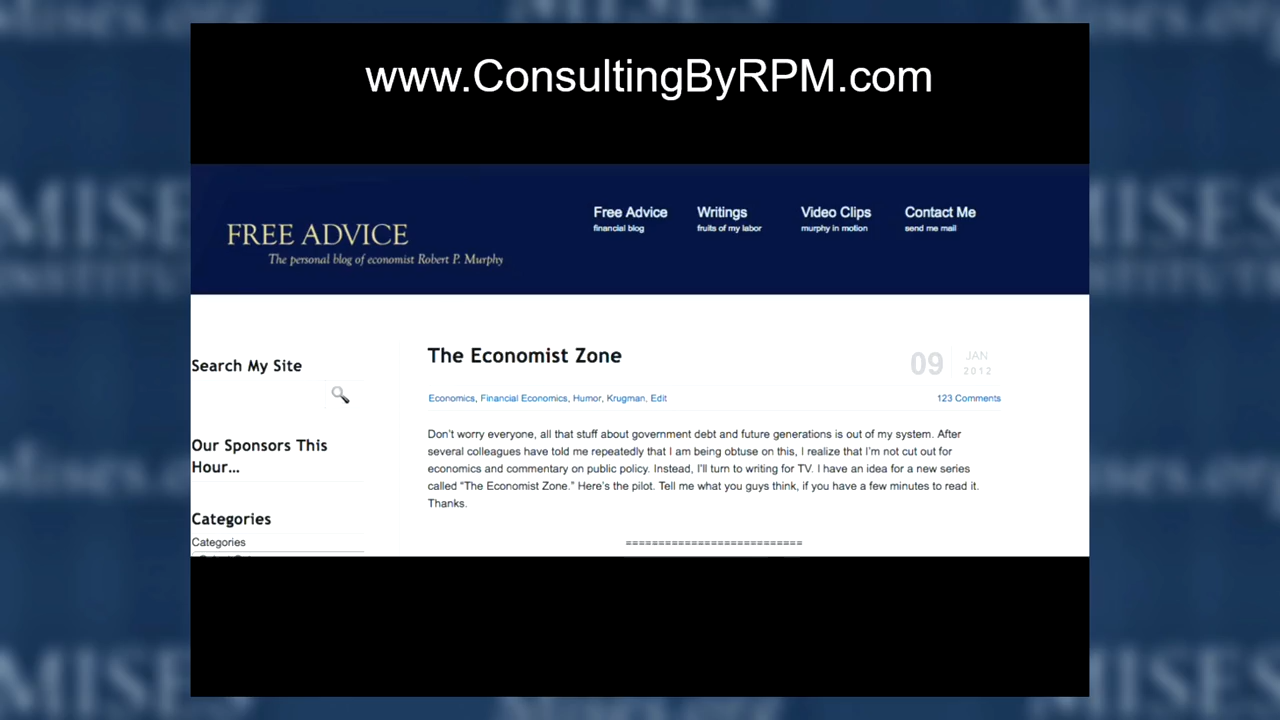 Mises.org
MISES
Mises.org
www.ConsultingByRPM.com
FREE ADVICE
The personal blog of economist Robert P. Murphy
Free Advice
financial blog
Writings
fruits of my labor
Video Clips
murphy in motion
Contact Me
send me mail
Search My Site
Our Sponsors This
Hour...
Categories
Categories
The Economist Zone
09
JAN
2012
Economics, Financial Economics, Humor, Krugman, Edit
123 Comments
Don't worry everyone, all that stuff about government debt and future generations is out of my system. After
several colleagues have told me repeatedly that I am being obtuse on this, I realize that I'm not cut out for
economics and commentary on public policy. Instead, I'll turn to writing for TV. I have an idea for a new series
called "The Economist Zone." Here's the pilot. Tell me what you guys think, if you have a few minutes to read it.
Thanks.
===========================